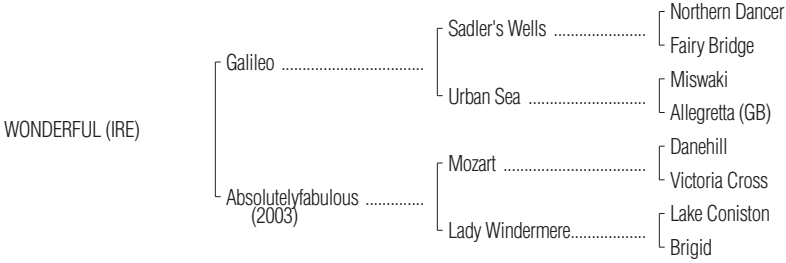 Northern Dancer
Sadler's Wells ......................
Fairy Bridge
Galileo ..................................
Miswaki
Urban Sea ............................
Allegretta (GB)
WONDERFUL (IRE)
Danehill
Mozart ..................................
Victoria Cross
Absolutelyfabulous ..............
(2003)
Lake Coniston
Lady Windermere..................
Brigid